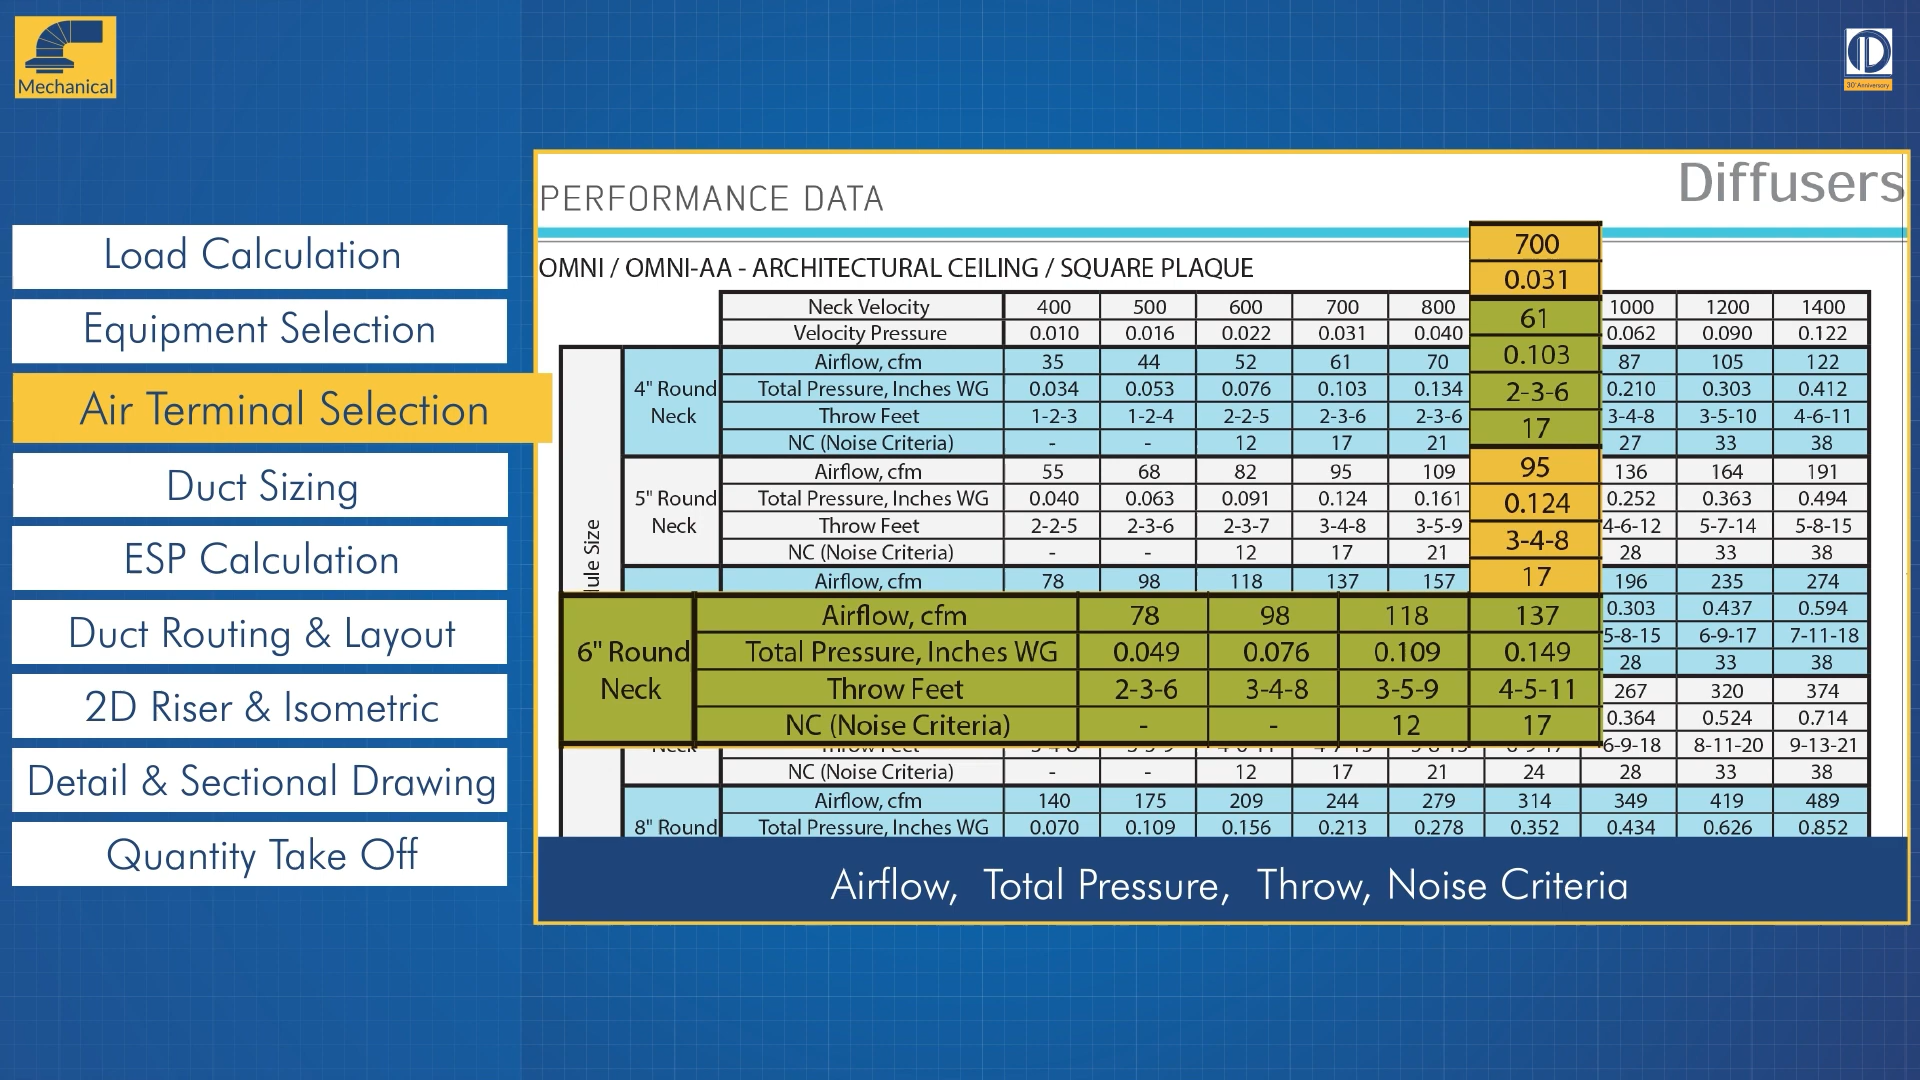 Mechanical
30th Anniversary
Load Calculation
Equipment Selection
Air Terminal Selection
Duct Sizing
ESP Calculation
Duct Routing & Layout
2D Riser & Isometric
Detail & Sectional Drawing
Quantity Take Off
Diffusers
PERFORMANCE DATA
OMNI / OMNI-AA - ARCHITECTURAL CEILING / SQUARE PLAQUE
700
0.031
61
0.103
2-3-6
17
95
0.124
3-4-8
17
Neck Velocity 400 500 600 700 800 1000 1200 1400
Velocity Pressure 0.010 0.016 0.022 0.031 0.040 0.062 0.090 0.122
4" Round Neck
Airflow, cfm 35 44 52 61 70 87 105 122
Total Pressure, Inches WG 0.034 0.053 0.076 0.103 0.134 0.210 0.303 0.412
Throw Feet 1-2-3 1-2-4 2-2-5 2-3-6 2-3-6 3-4-8 3-5-10 4-6-11
NC (Noise Criteria) - - 12 17 21 27 33 38
5" Round Neck
Airflow, cfm 55 68 82 95 109 136 164 191
Total Pressure, Inches WG 0.040 0.063 0.091 0.124 0.161 0.252 0.363 0.494
Throw Feet 2-2-5 2-3-6 2-3-7 3-4-8 3-5-9 4-6-12 5-7-14 5-8-15
NC (Noise Criteria) - - 12 17 21 28 33 38
Size
Airflow, cfm 78 98 118 137 157 196 235 274
0.303 0.437 0.594
5-8-15 6-9-17 7-11-18
28 33 38
6" Round Neck
Airflow, cfm 78 98 118 137
Total Pressure, Inches WG 0.049 0.076 0.109 0.149
Throw Feet 2-3-6 3-4-8 3-5-9 4-5-11
NC (Noise Criteria) - - 12 17
267 320 374
0.364 0.524 0.714
6-9-18 8-11-20 9-13-21
NC (Noise Criteria) - - 12 17 21 24 28 33 38
8" Round
Airflow, cfm 140 175 209 244 279 314 349 419 489
Total Pressure, Inches WG 0.070 0.109 0.156 0.213 0.278 0.352 0.434 0.626 0.852
Airflow, Total Pressure, Throw, Noise Criteria